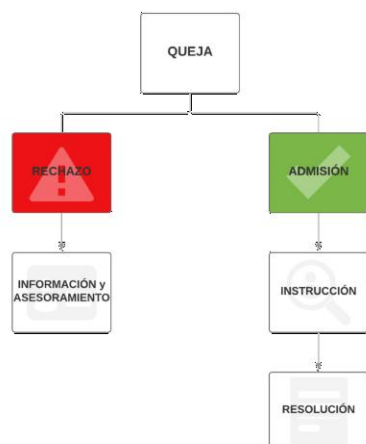 QUEJA
RECHAZO
ADMISIÓN
INFORMACIÓN y
ASESORAMIENTO
INSTRUCCIÓN
RESOLUCIÓN